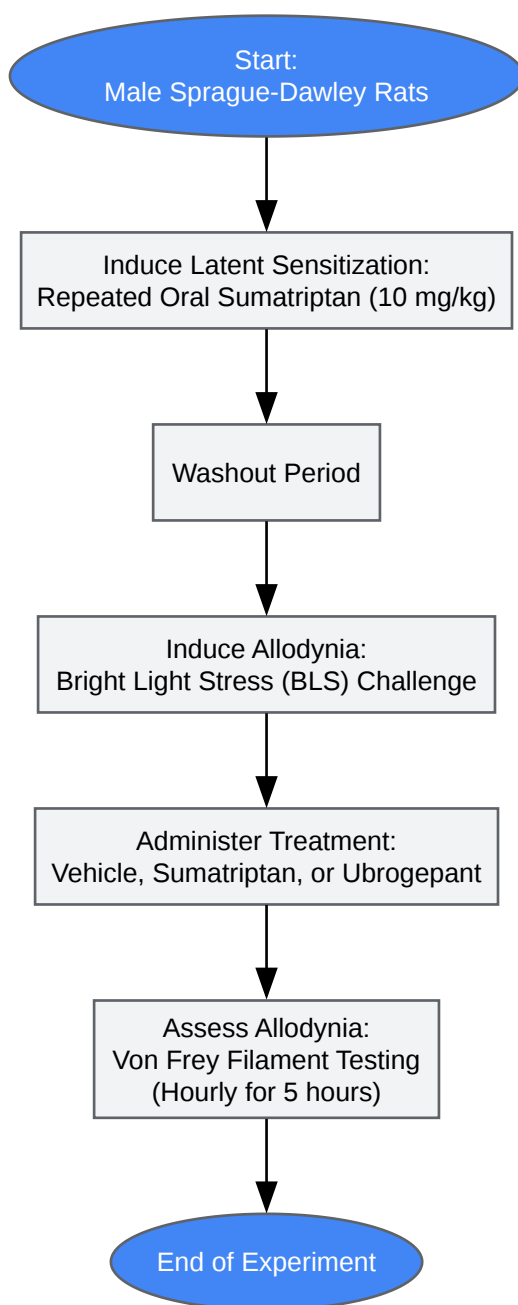 Start:
Male Sprague-Dawley Rats
Induce Latent Sensitization:
Repeated Oral Sumatriptan (10 mg/kg)
Washout Period
Induce Allodynia:
Bright Light Stress (BLS) Challenge
Administer Treatment:
Vehicle, Sumatriptan, or Ubrogepant
Assess Allodynia:
Von Frey Filament Testing
(Hourly for 5 hours)
End of Experiment